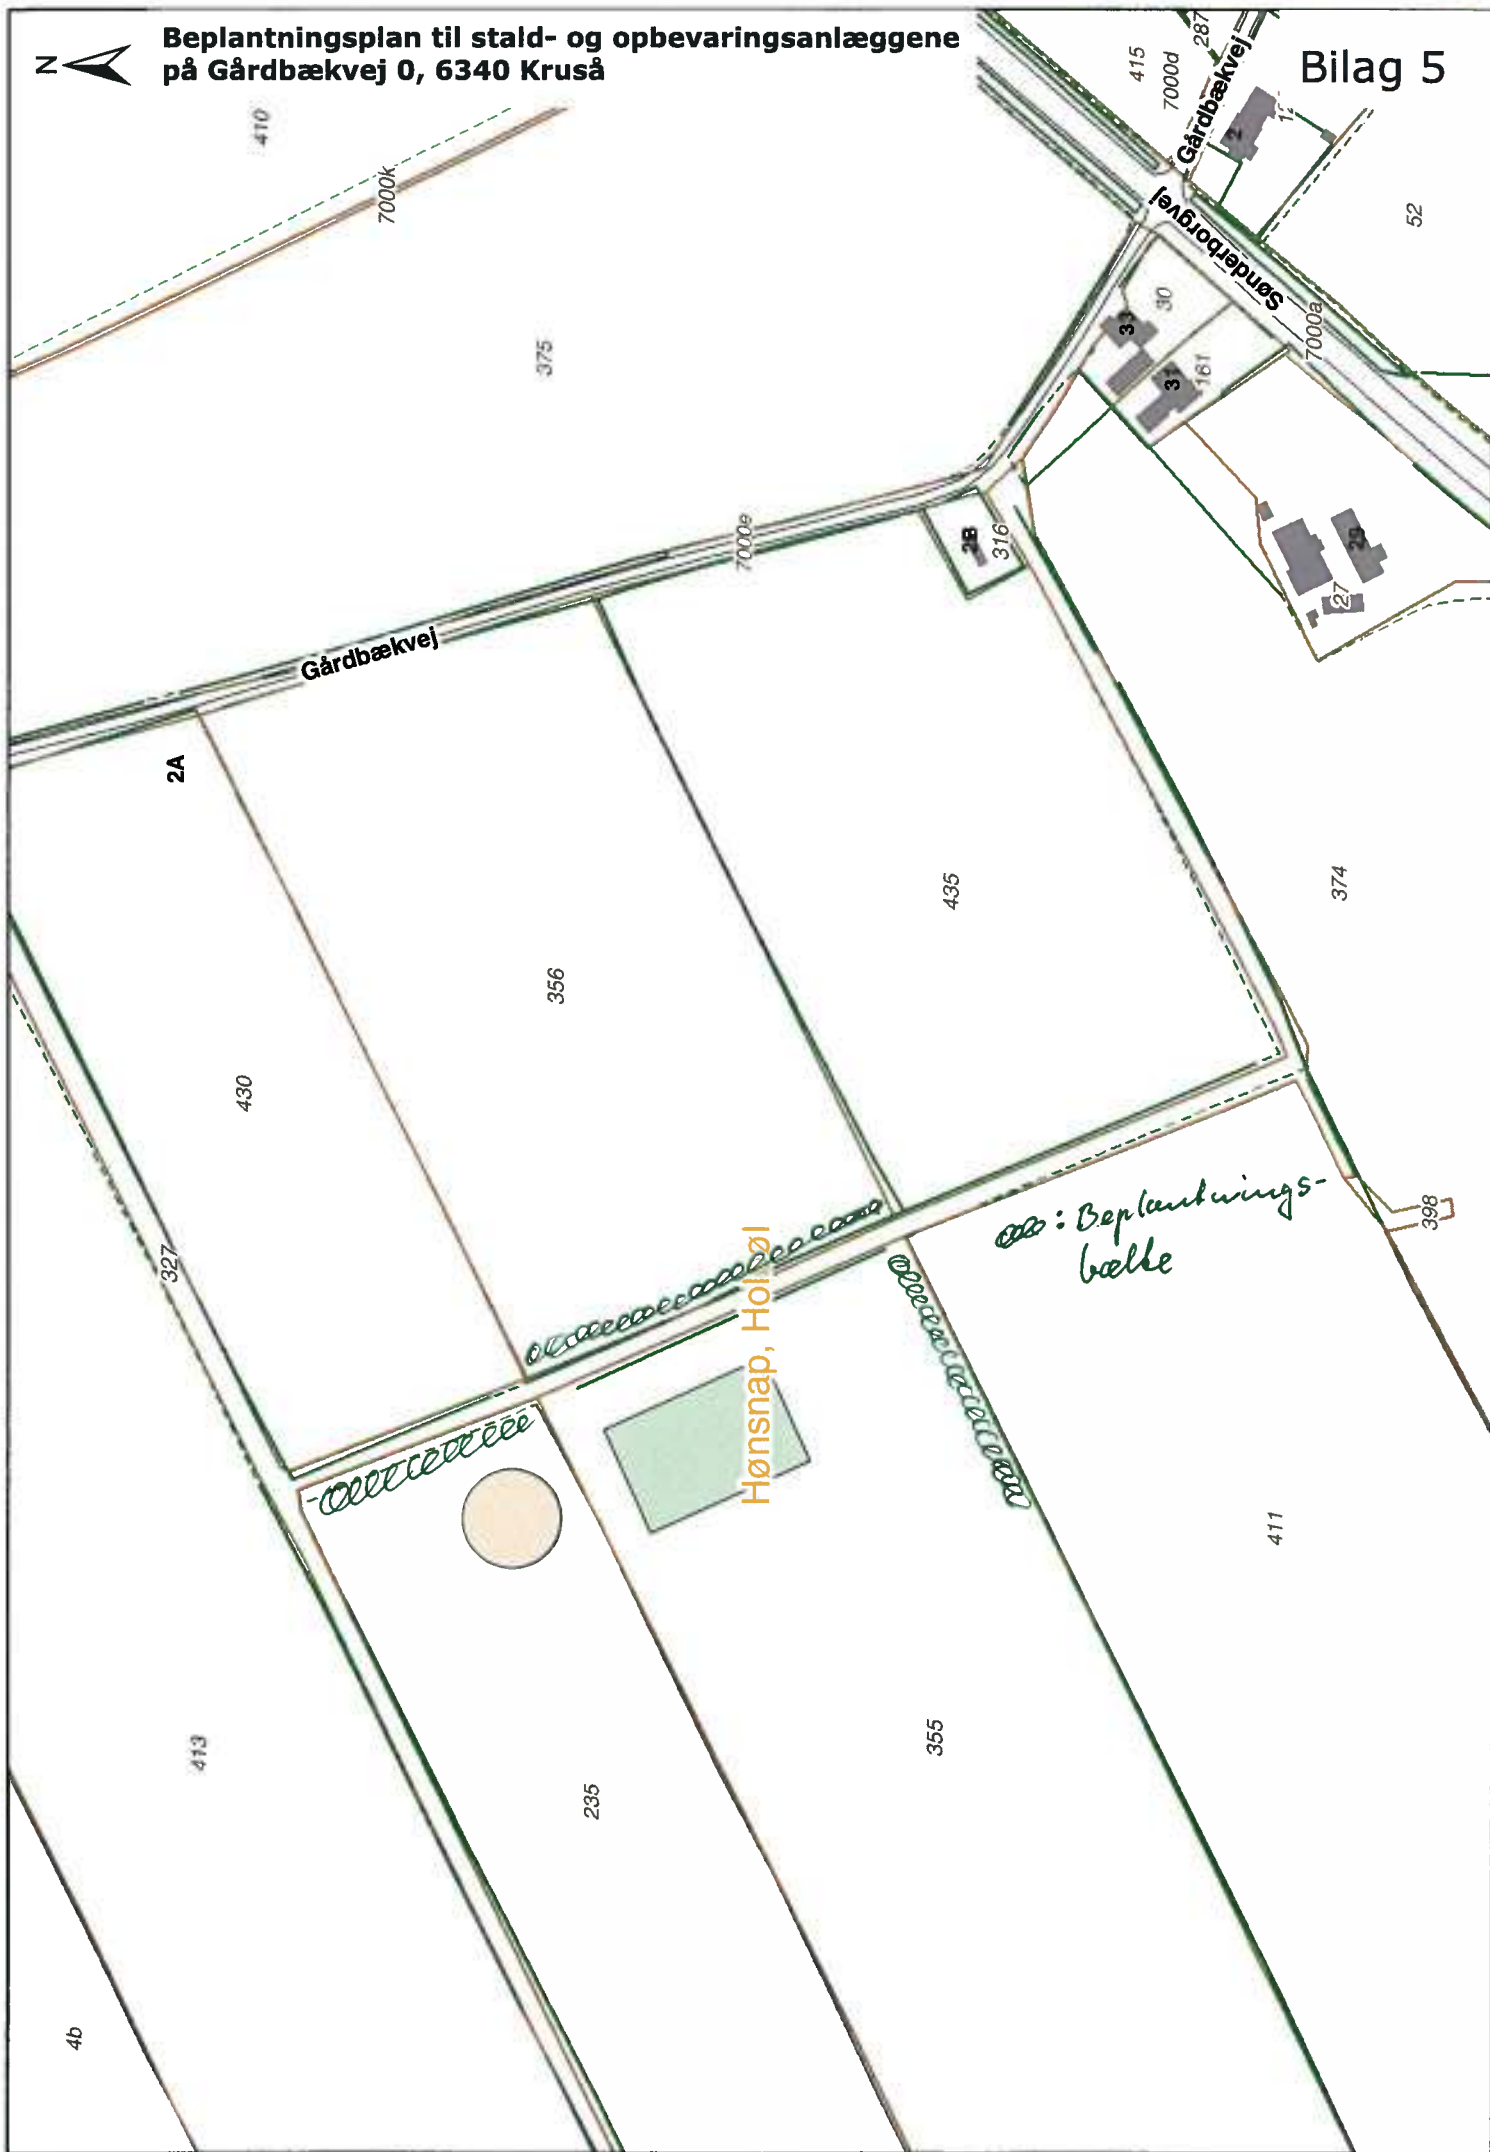 N
Beplantningsplan til stald- og opbevaringsanlæggene
på Gårdbækvej 0, 6340 Kruså
Bilag 5
415
7000d
287
Gårdbækvej
2
410
7000k
52
Sønderborgvej
30
33
375
31
161
7000a
7000e
2B
316
29
27
Gårdbækvej
2A
435
374
356
430
327
398
: Beplantnings-
bælte
Hønsnap, Holbøl
411
413
355
235
4b